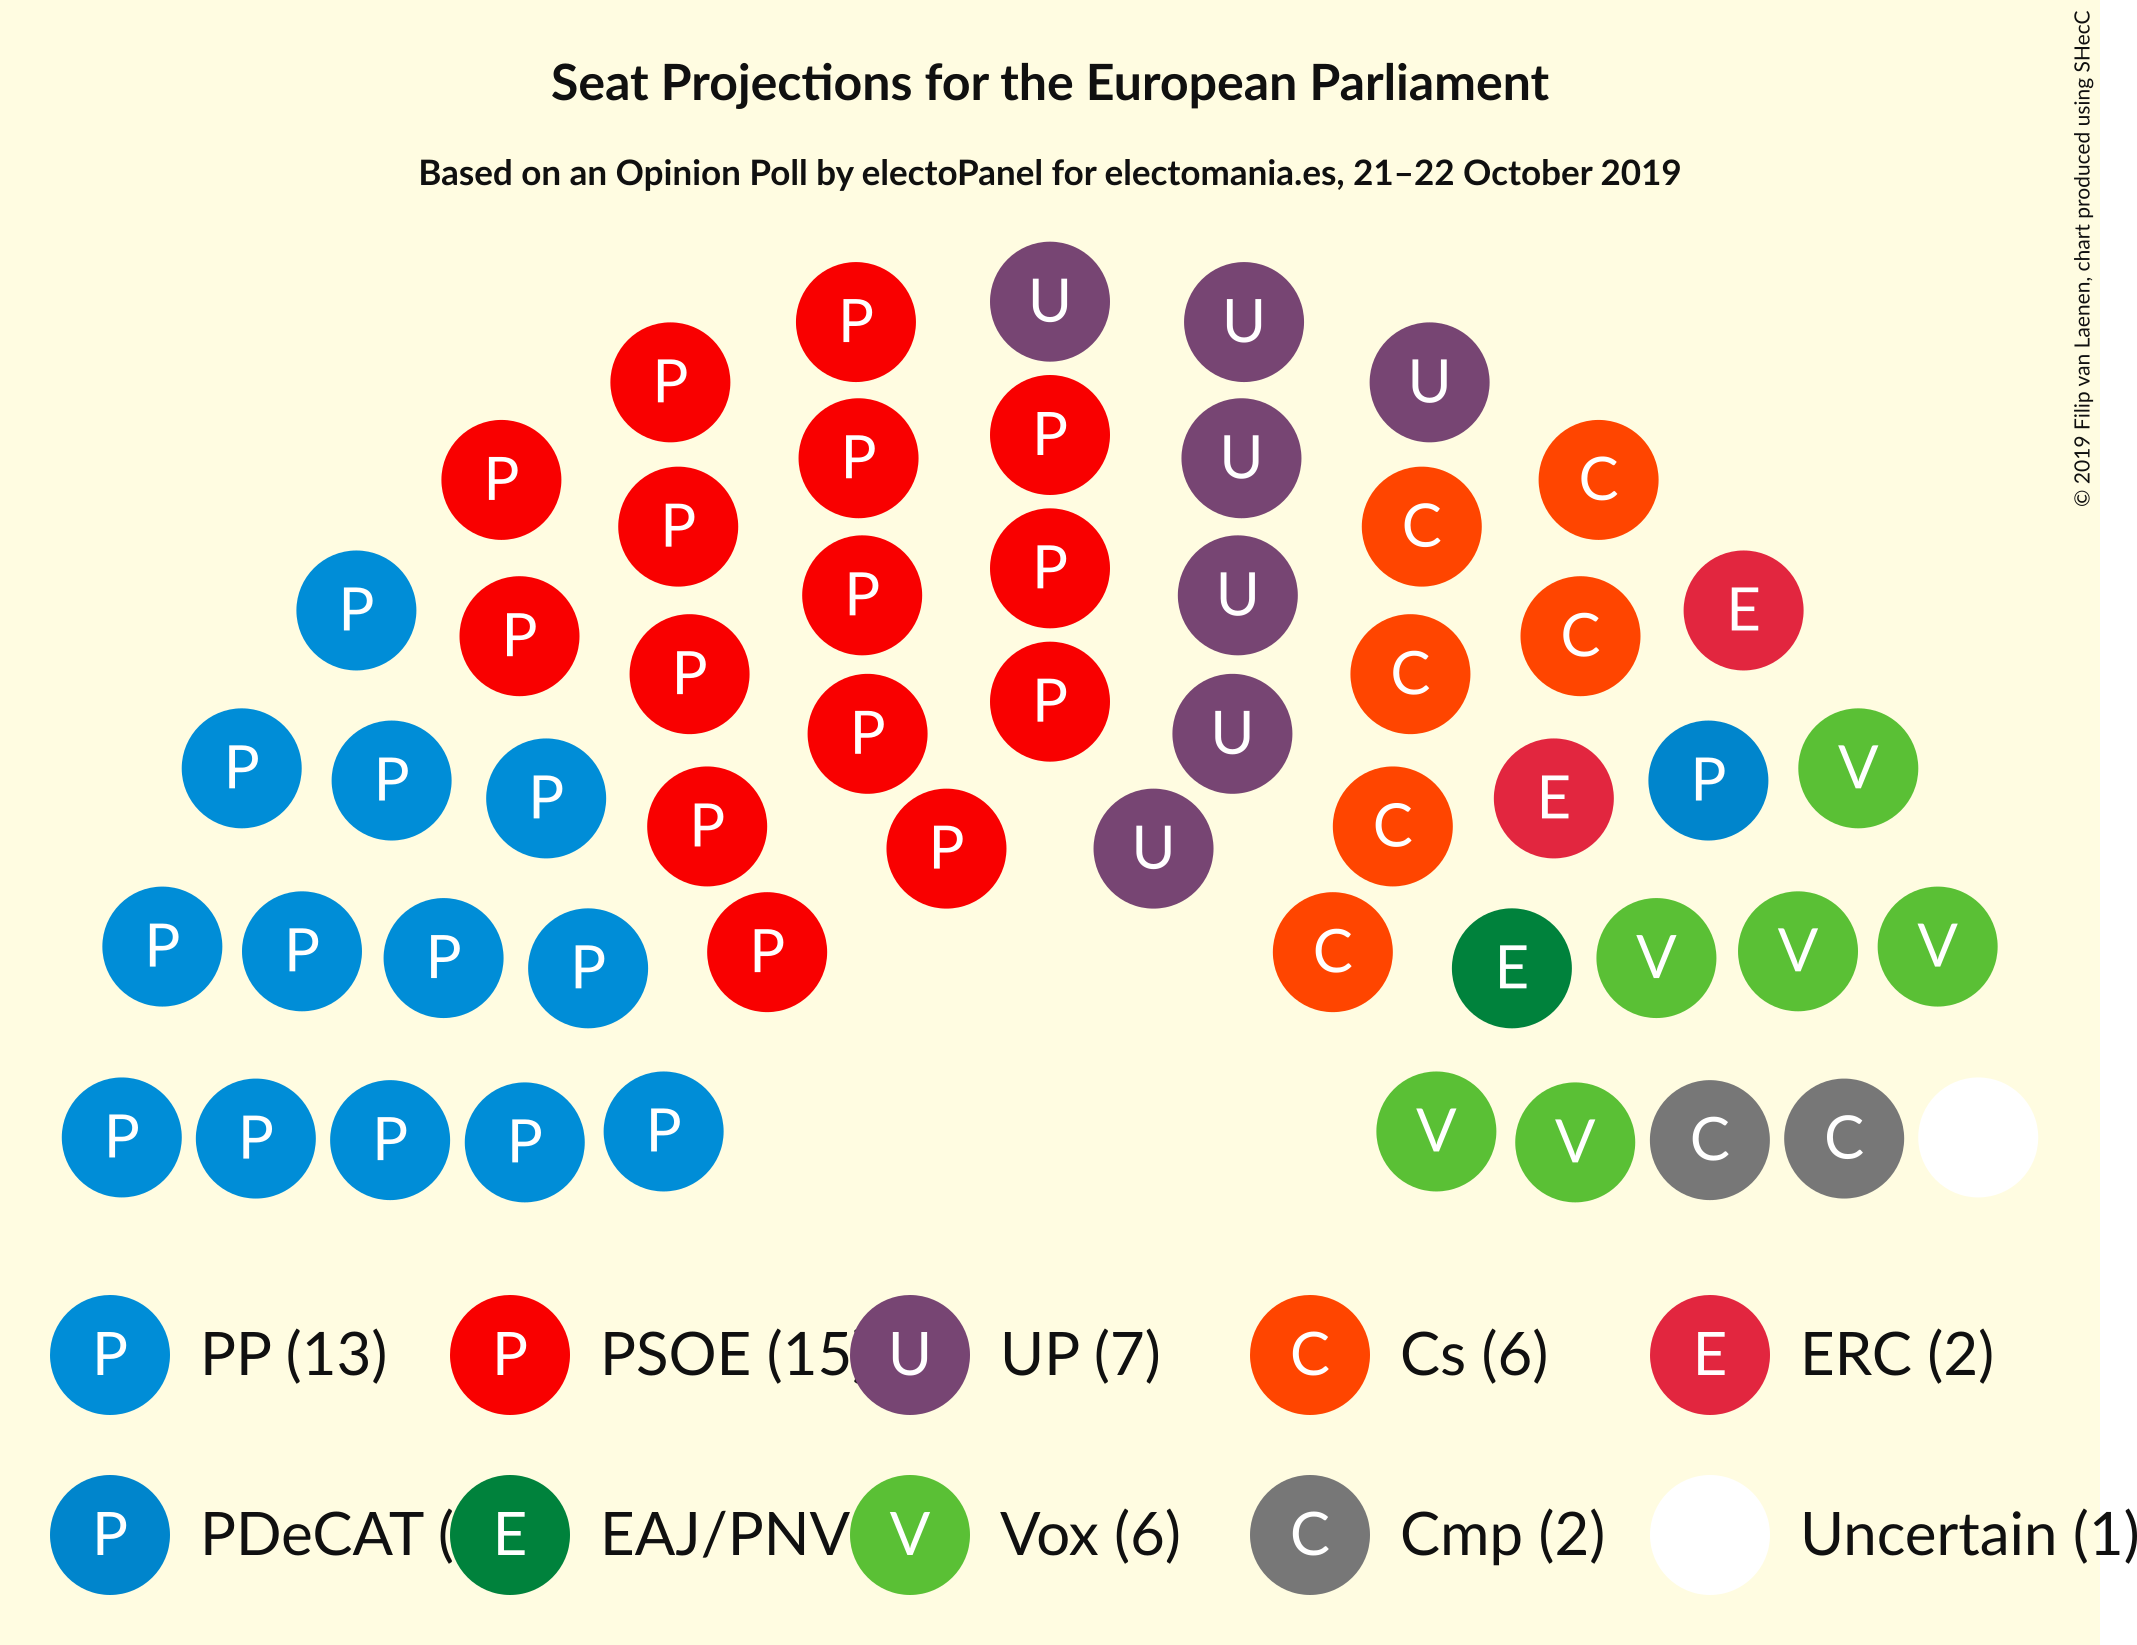 Seat Projections for the European Parliament
Based on an Opinion Poll by electoPanel for electomania.es, 21–22 October 2019
© 2019 Filip van Laenen, chart produced using SHecC
P U U
P P U
P P U C
P P C
P P U
P P C E
P P C
P P U
P P P P E P V
P P C
P U
P P P P P C E V V V
P P P P P V V C C
P PP (13) P PSOE (15) U UP (7) C Cs (6) E ERC (2)
P PDeCAT ( E EAJ/PNV V Vox (6) C Cmp (2) Uncertain (1)